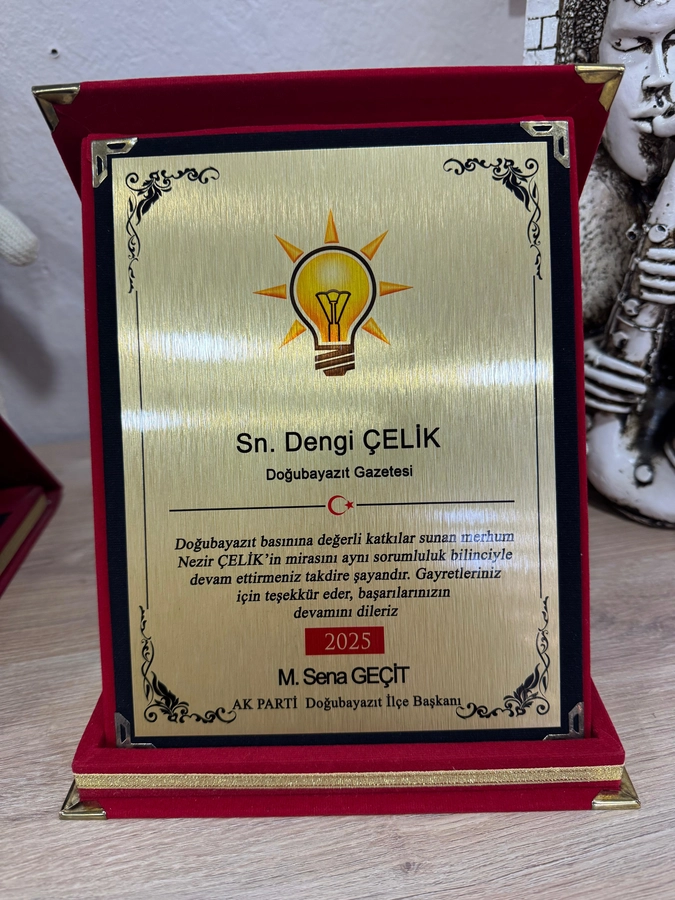 Sn. Dengi ÇELİK
Doğubayazıt Gazetesi
Doğubayazıt basınına değerli katkılar sunan merhum
Nezir ÇELİK'in mirasını aynı sorumluluk bilinciyle
devam ettirmeniz takdire şayandır. Gayretleriniz
için teşekkür eder, başarılarınızın
devamını dileriz
2025
M. Sena GEÇİT
AK PARTİ Doğubayazıt İlçe Başkanı